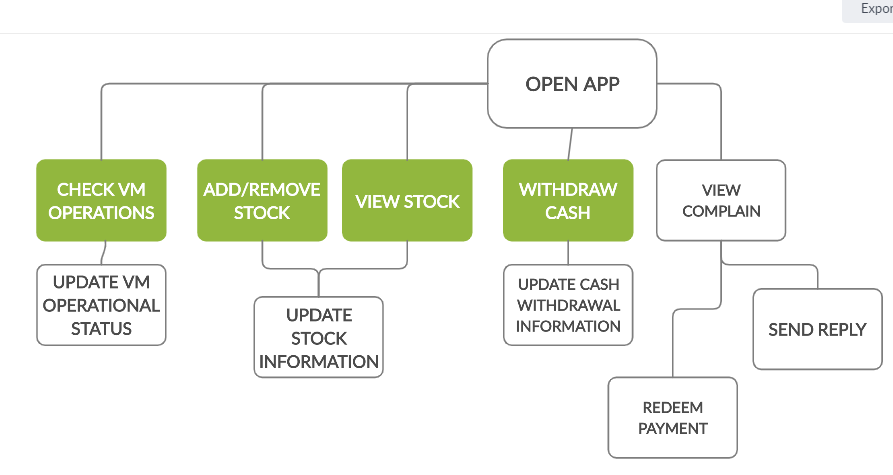 Expor
OPEN APP
CHECK VM
OPERATIONS
ADD/REMOVE
STOCK
VIEW STOCK
WITHDRAW
CASH
VIEW
COMPLAIN
UPDATE VM
OPERATIONAL
STATUS
UPDATE
STOCK
INFORMATION
UPDATE CASH
WITHDRAWAL
INFORMATION
SEND REPLY
REDEEM
PAYMENT